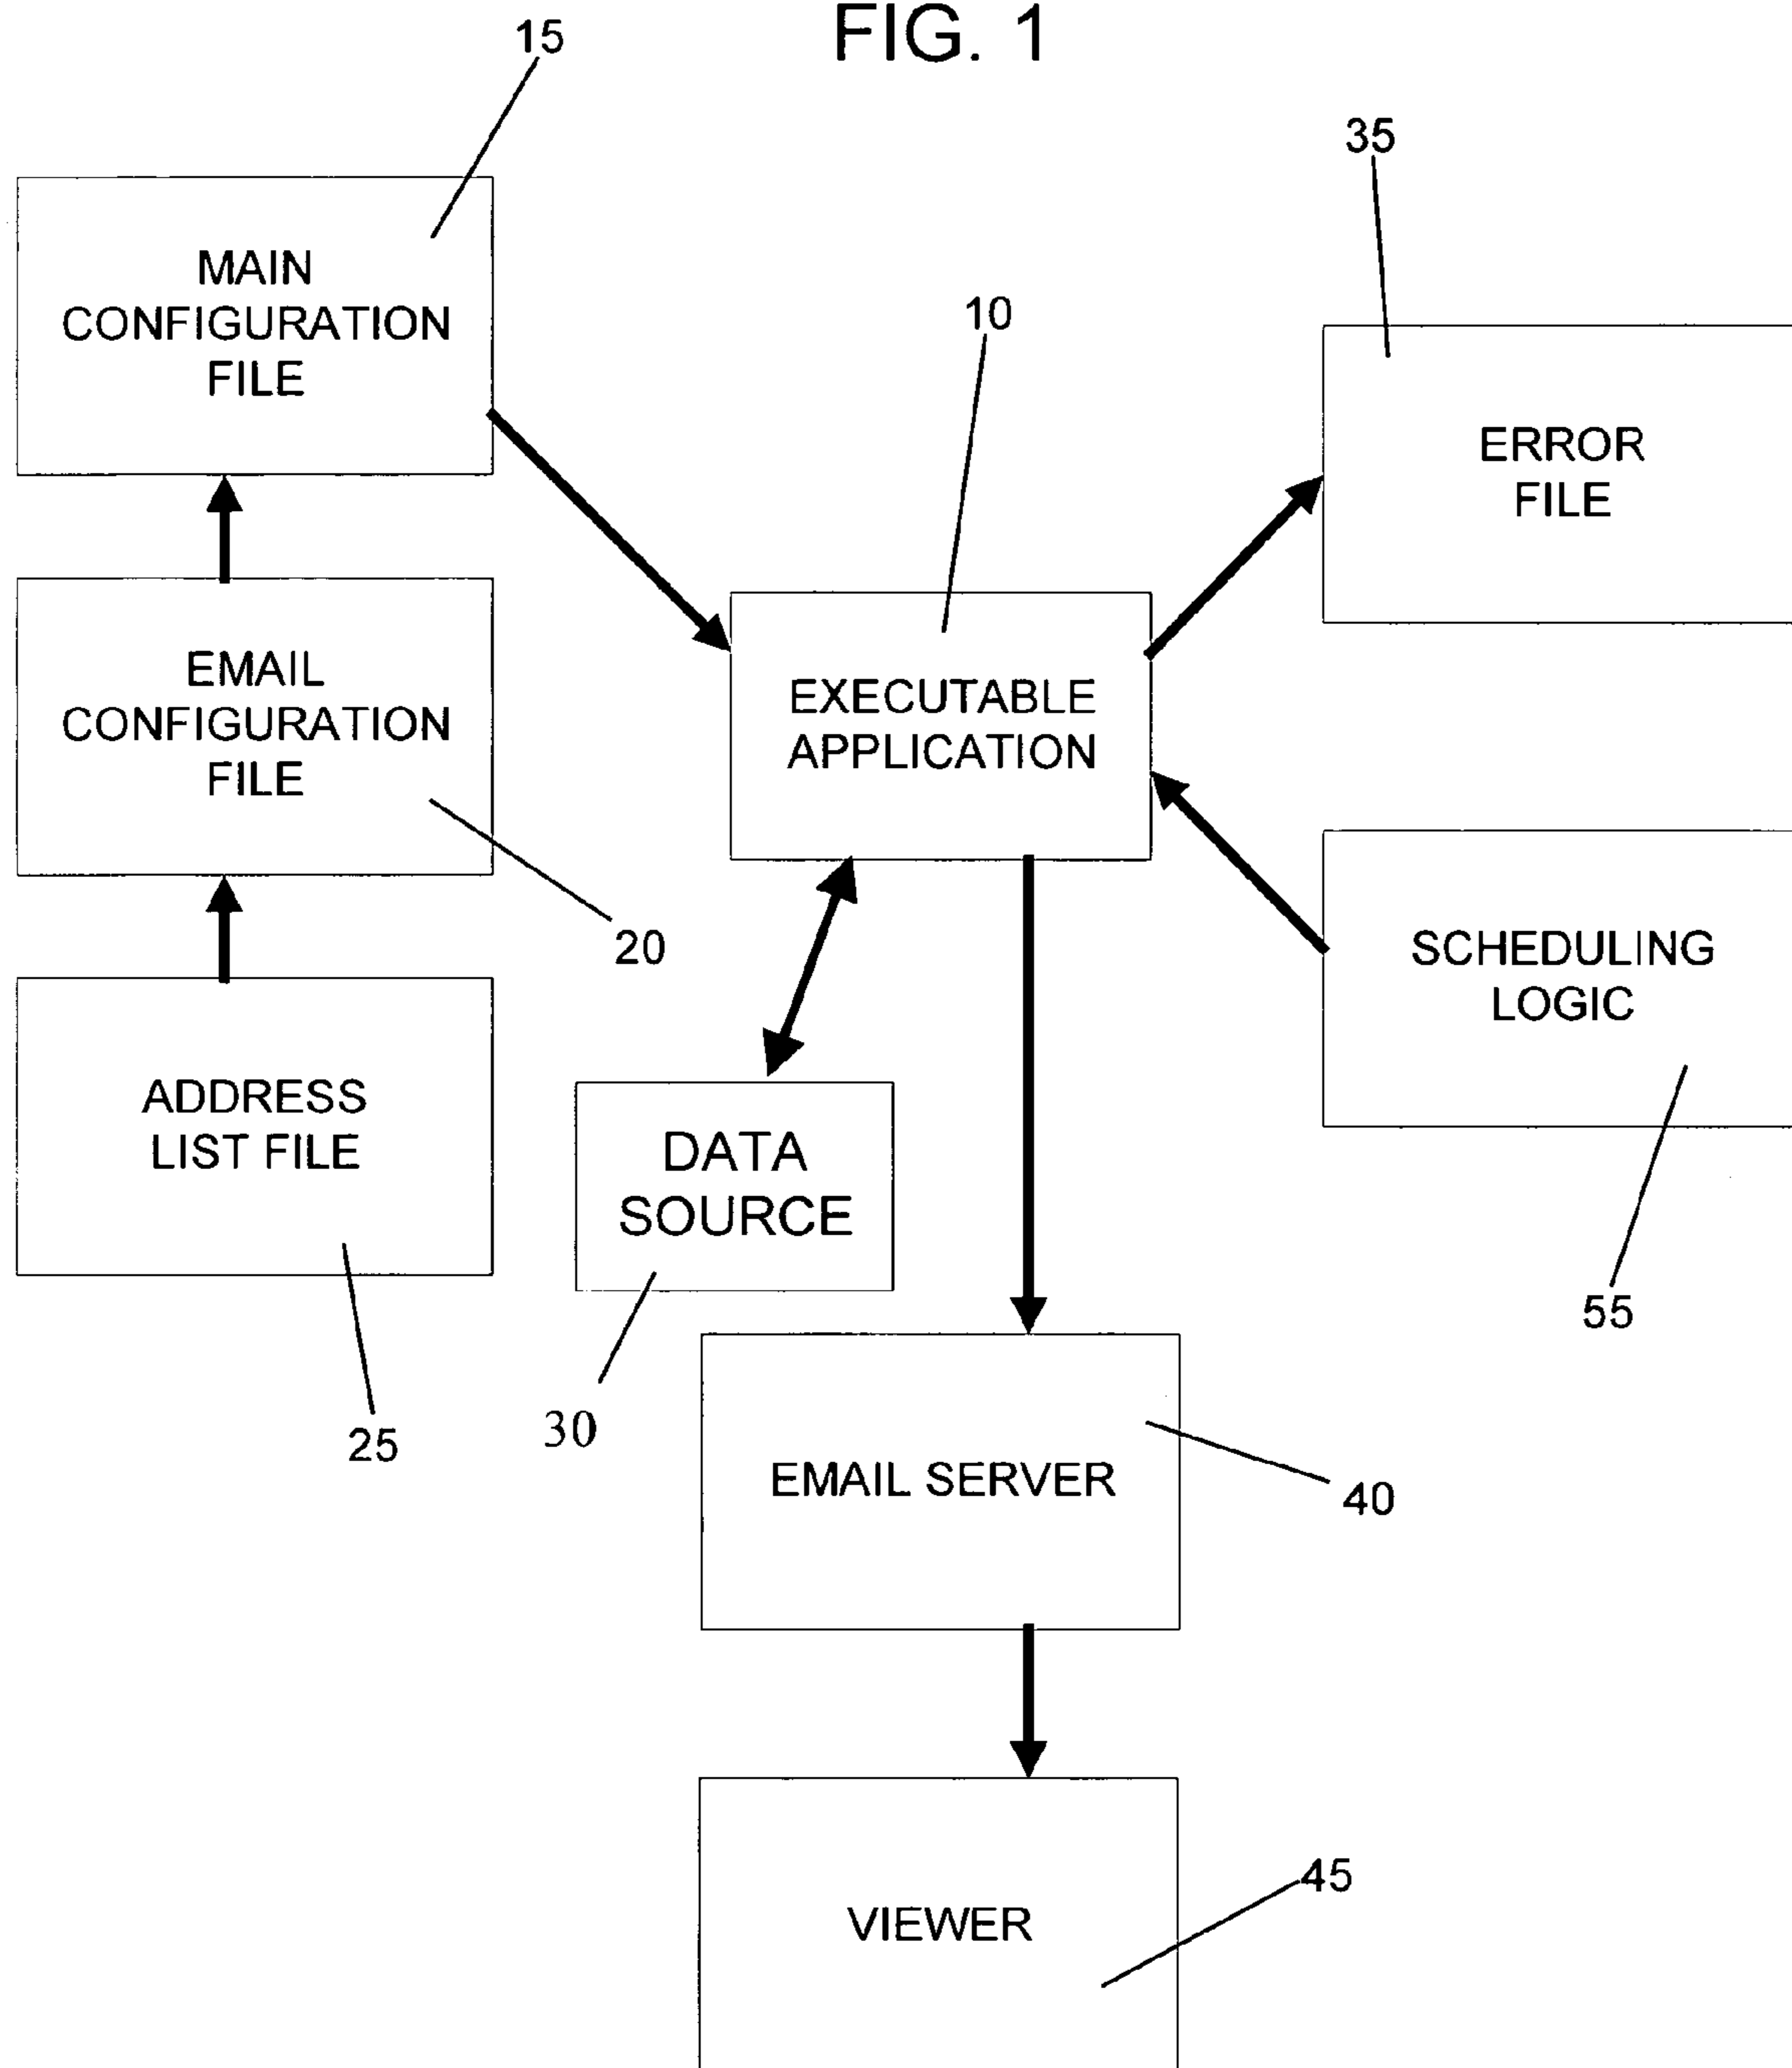 FIG. 1
15
35
MAIN
CONFIGURATION
FILE
10
ERROR
FILE
EMAIL
CONFIGURATION
FILE
EXECUTABLE
APPLICATION
20
SCHEDULING
LOGIC
ADDRESS
LIST FILE
DATA
SOURCE
55
25
30
EMAIL SERVER
40
VIEWER
45